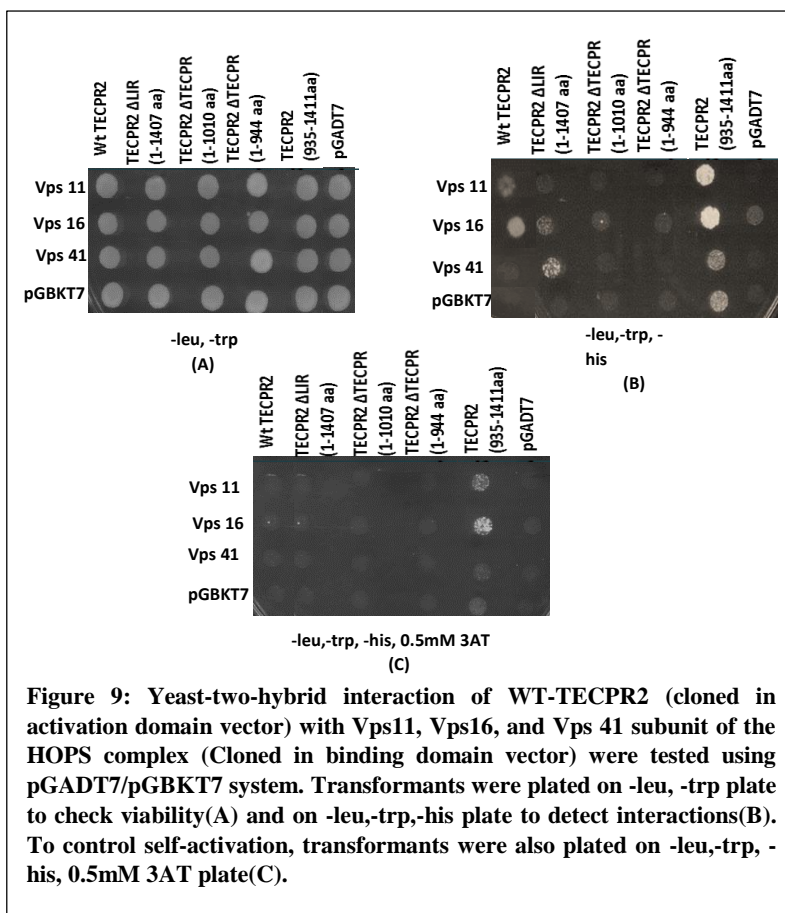 Wt TECPR2
TECPR2 ΔLIR
(1-1407 aa)
TECPR2 ΔTECPR
(1-1010 aa)
TECPR2 ΔTECPR
(1-944 aa)
TECPR2
(935-1411aa)
pGADT7
Vps 11
Vps 16
Vps 41
pGBKT7
-leu, -trp
(A)
Wt TECPR2
TECPR2 ΔLIR
(1-1407 aa)
TECPR2 ΔTECPR
(1-1010 aa)
TECPR2 ΔTECPR
(1-944 aa)
TECPR2
(935-1411aa)
pGADT7
Vps 11
Vps 16
Vps 41
pGBKT7
-leu,-trp, -
his
(B)
Wt TECPR2
TECPR2 ΔLIR
(1-1407 aa)
TECPR2 ΔTECPR
(1-1010 aa)
TECPR2 ΔTECPR
(1-944 aa)
TECPR2
(935-1411aa)
pGADT7
Vps 11
Vps 16
Vps 41
pGBKT7
-leu,-trp, -his, 0.5mM 3AT
(C)
Figure 9: Yeast-two-hybrid interaction of WT-TECPR2 (cloned in
activation domain vector) with Vps11, Vps16, and Vps 41 subunit of the
HOPS complex (Cloned in binding domain vector) were tested using
pGADT7/pGBKT7 system. Transformants were plated on -leu, -trp plate
to check viability(A) and on -leu,-trp,-his plate to detect interactions(B).
To control self-activation, transformants were also plated on -leu,-trp, -
his, 0.5mM 3AT plate(C).